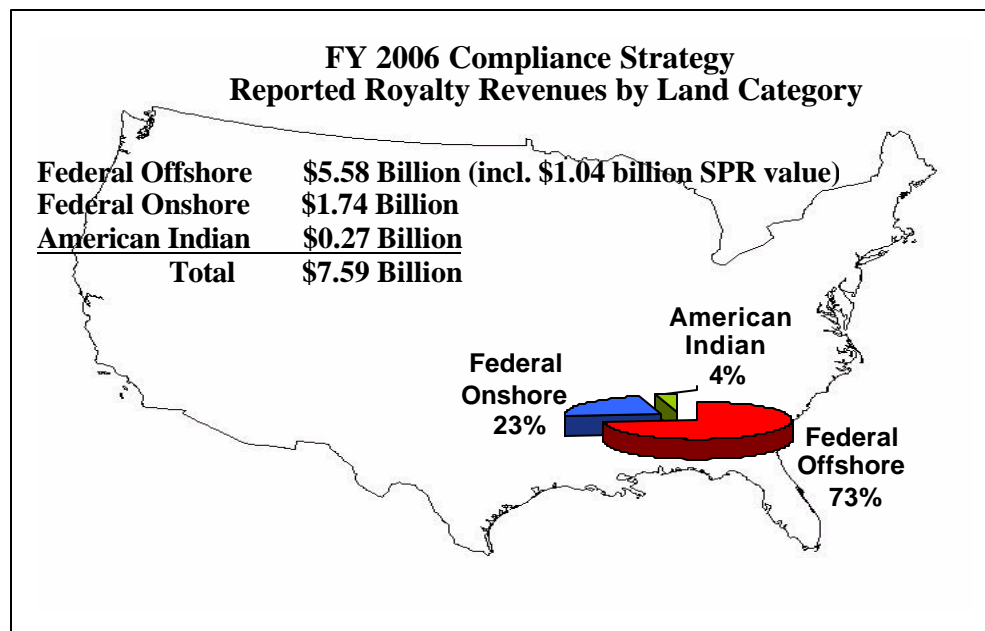 FY 2006 Compliance Strategy
Reported Royalty Revenues by Land Category
Federal Offshore $5.58 Billion (incl. $1.04 billion SPR value)
Federal Onshore $1.74 Billion
American Indian $0.27 Billion
Total $7.59 Billion
American
Indian
4%
Federal
Onshore
23%
Federal
Offshore
73%